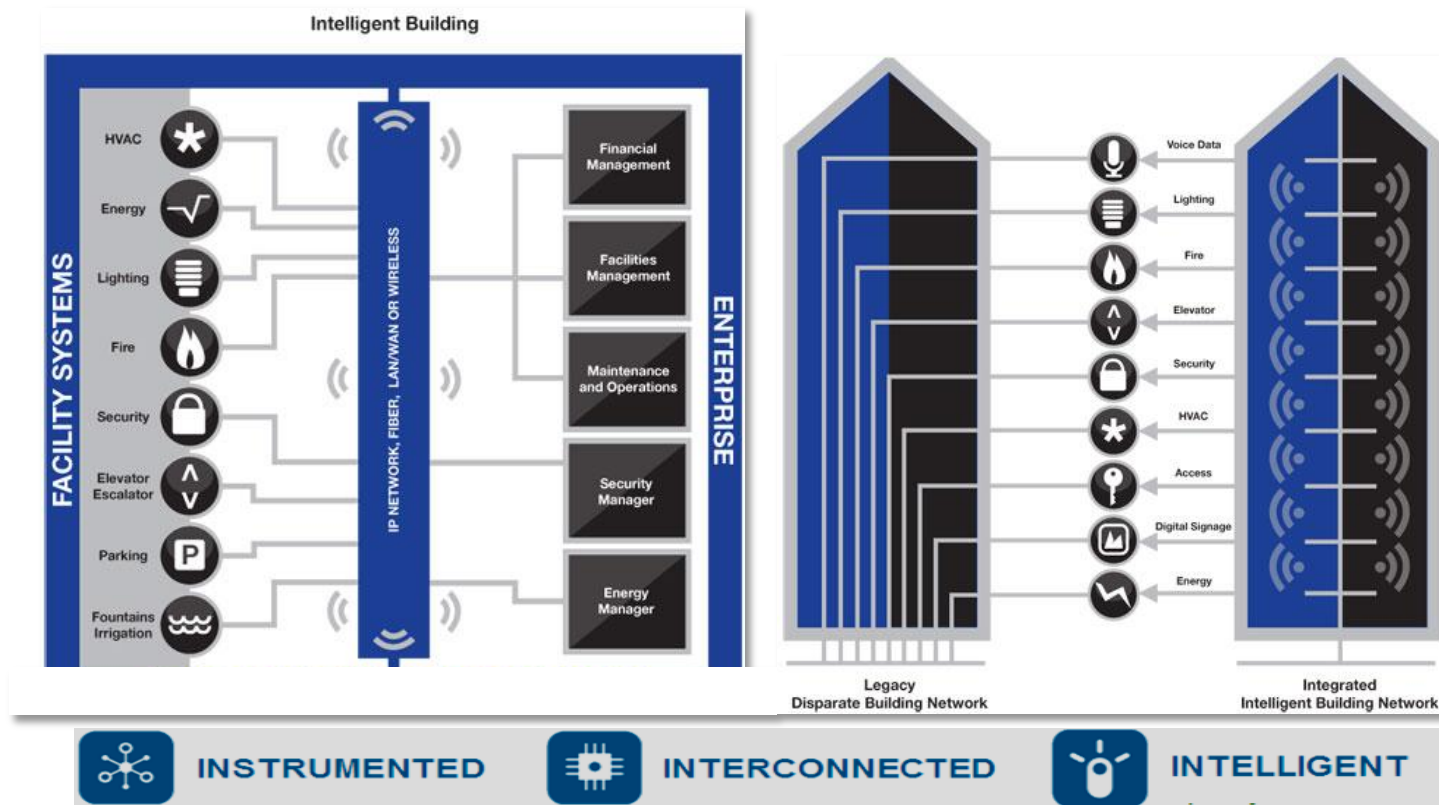 Intelligent Building
FACILITY SYSTEMS
HVAC
Energy
Lighting
Fire
Security
Elevator
Escalator
Parking
P
Fountains
Irrigation
IP NETWORK, FIBER, LAN/WAN OR WIRELESS
Financial
Management
Facilities
Management
Maintenance
and Operations
Security
Manager
Energy
Manager
ENTERPRISE
Voice Data
Lighting
Fire
Elevator
Security
HVAC
Access
Digital Signage
Energy
Legacy
Disparate Building Network
Integrated
Intelligent Building Network
INSTRUMENTED
INTERCONNECTED
INTELLIGENT